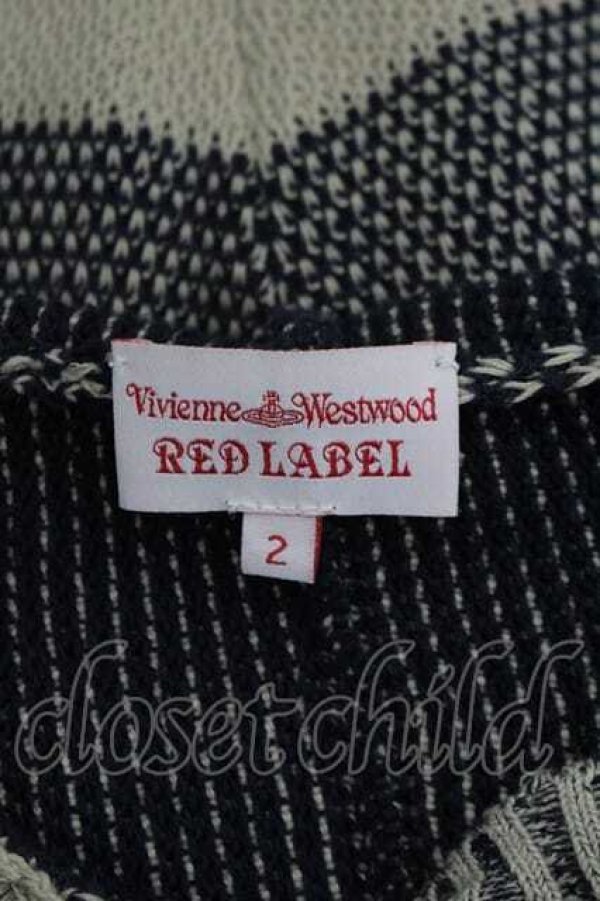 Vivienne Westwood
RED LABEL
2
closet child